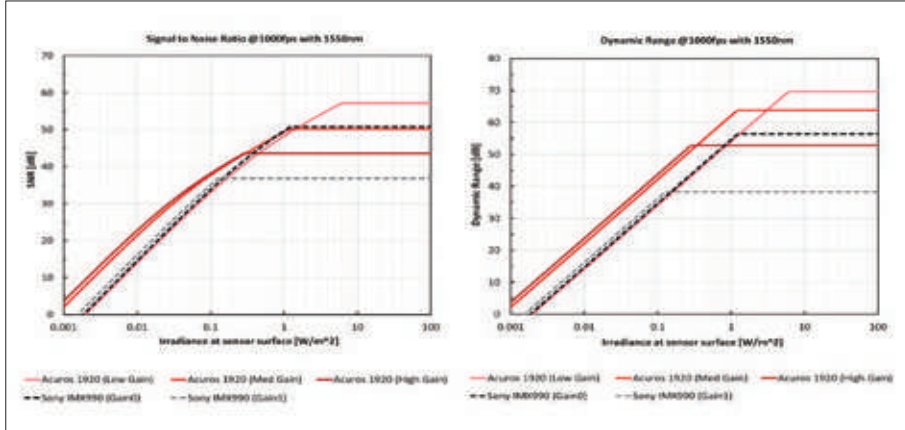 Signal to Noise Ratio @1000fps with 1550nm
70
60
50
40
30
20
10
0
SNR [dB]
0.001 0.01 0.1 1 10 100
Irradiance at sensor surface [W/m^2]
Acuros 1920 (Low Gain) Acuros 1920 (Med Gain) Acuros 1920 (High Gain)
Sony IMX990 (Gain0) Sony IMX990 (Gain1)
Dynamic Range @1000fps with 1550nm
80
70
60
50
40
30
20
10
0
Dynamic Range [dB]
0.001 0.01 0.1 1 10 100
Irradiance at sensor surface [W/m^2]
Acuros 1920 (Low Gain) Acuros 1920 (Med Gain) Acuros 1920 (High Gain)
Sony IMX990 (Gain0) Sony IMX990 (Gain1)